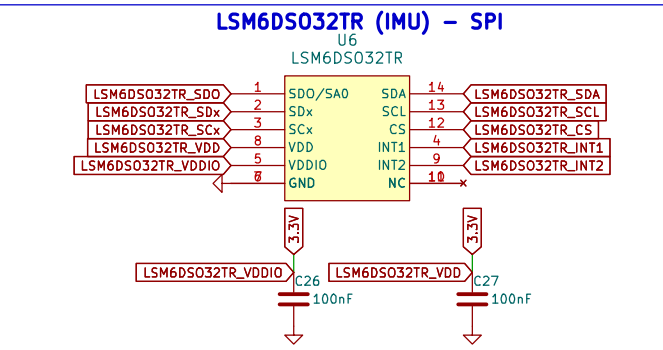 LSM6DSO32TR (IMU) - SPI
U6
LSM6DSO32TR
LSM6DSO32TR_SDO 1 SDO/SA0 SDA 14 LSM6DSO32TR_SDA
LSM6DSO32TR_SDx 2 SDx SCL 13 LSM6DSO32TR_SCL
LSM6DSO32TR_SCx 3 SCx CS 12 LSM6DSO32TR_CS
LSM6DSO32TR_VDD 8 VDD INT1 4 LSM6DSO32TR_INT1
LSM6DSO32TR_VDDIO 5 VDDIO INT2 9 LSM6DSO32TR_INT2
GND NC
3.3V 3.3V
LSM6DSO32TR_VDDIO LSM6DSO32TR_VDD
C26 C27
100nF 100nF